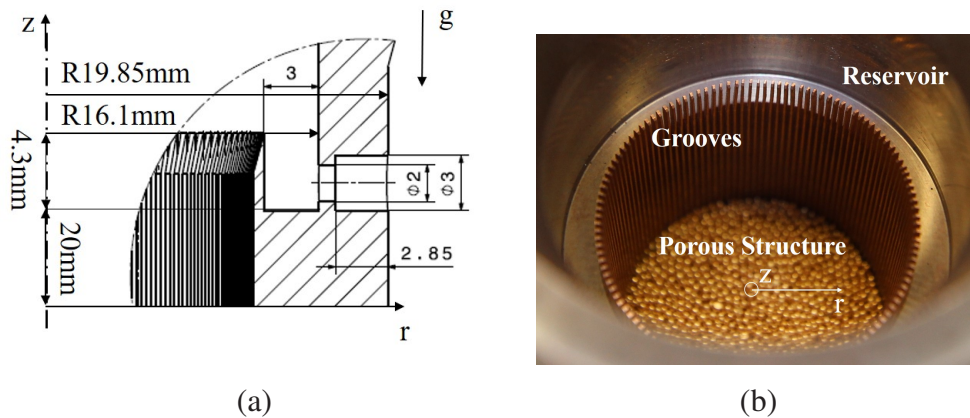 z
g
R19.85mm
3
R16.1mm
4.3mm
ϕ2
ϕ3
20mm
2.85
r
(a)
Reservoir
Grooves
Porous Structure
z
r
(b)